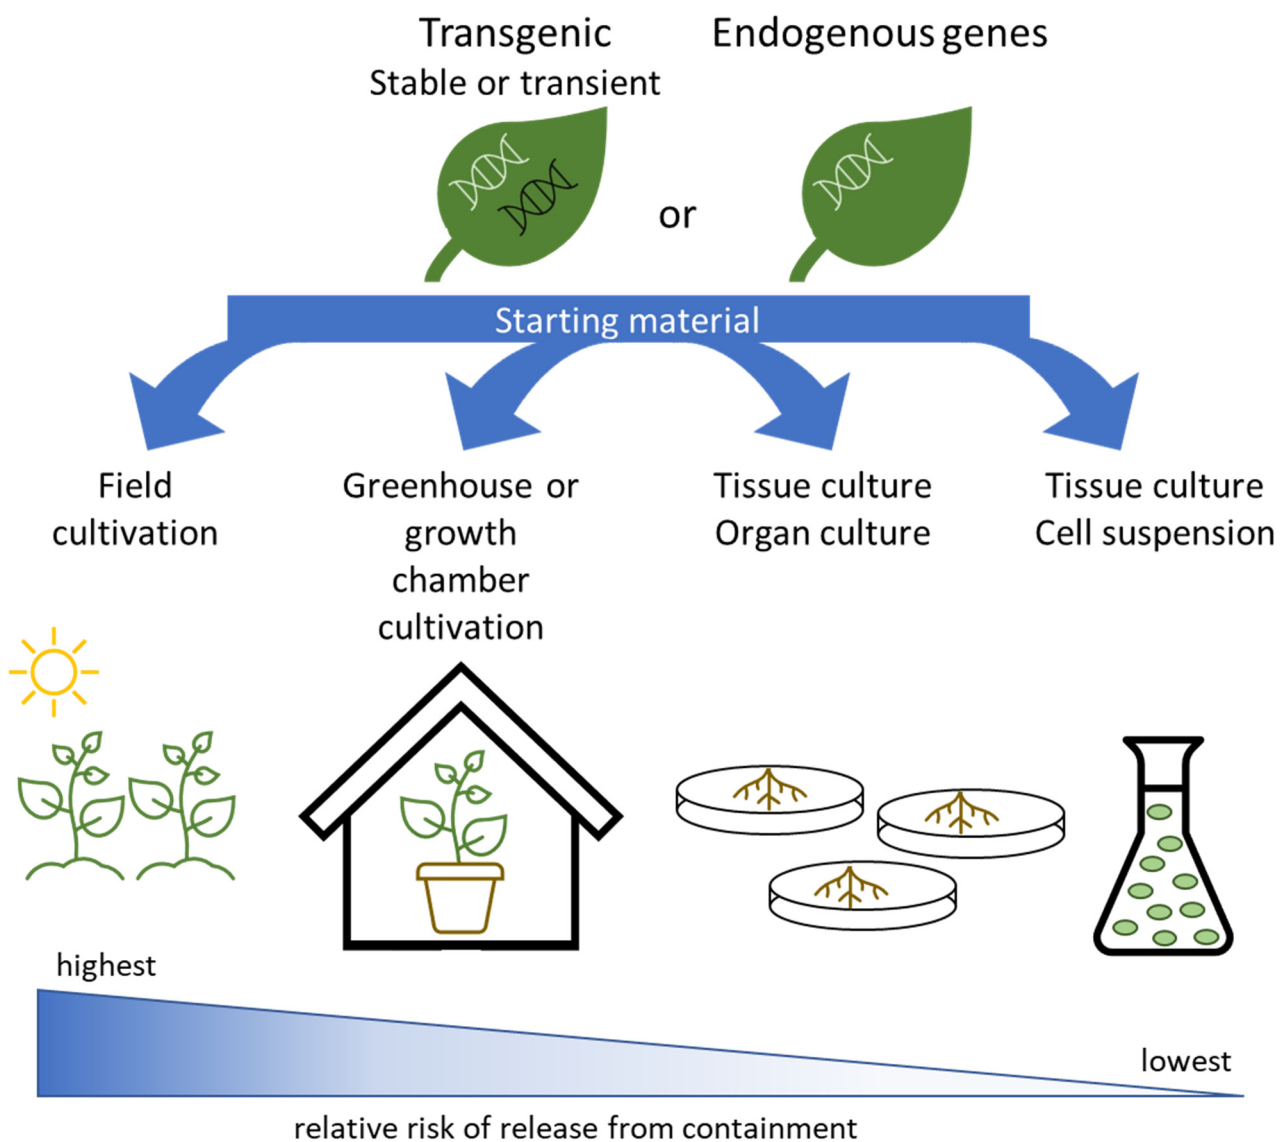 Transgenic
Stable or transient
Endogenous genes
or
Starting material
Field
cultivation
Greenhouse or
growth
chamber
cultivation
Tissue culture
Organ culture
Tissue culture
Cell suspension
highest
lowest
relative risk of release from containment